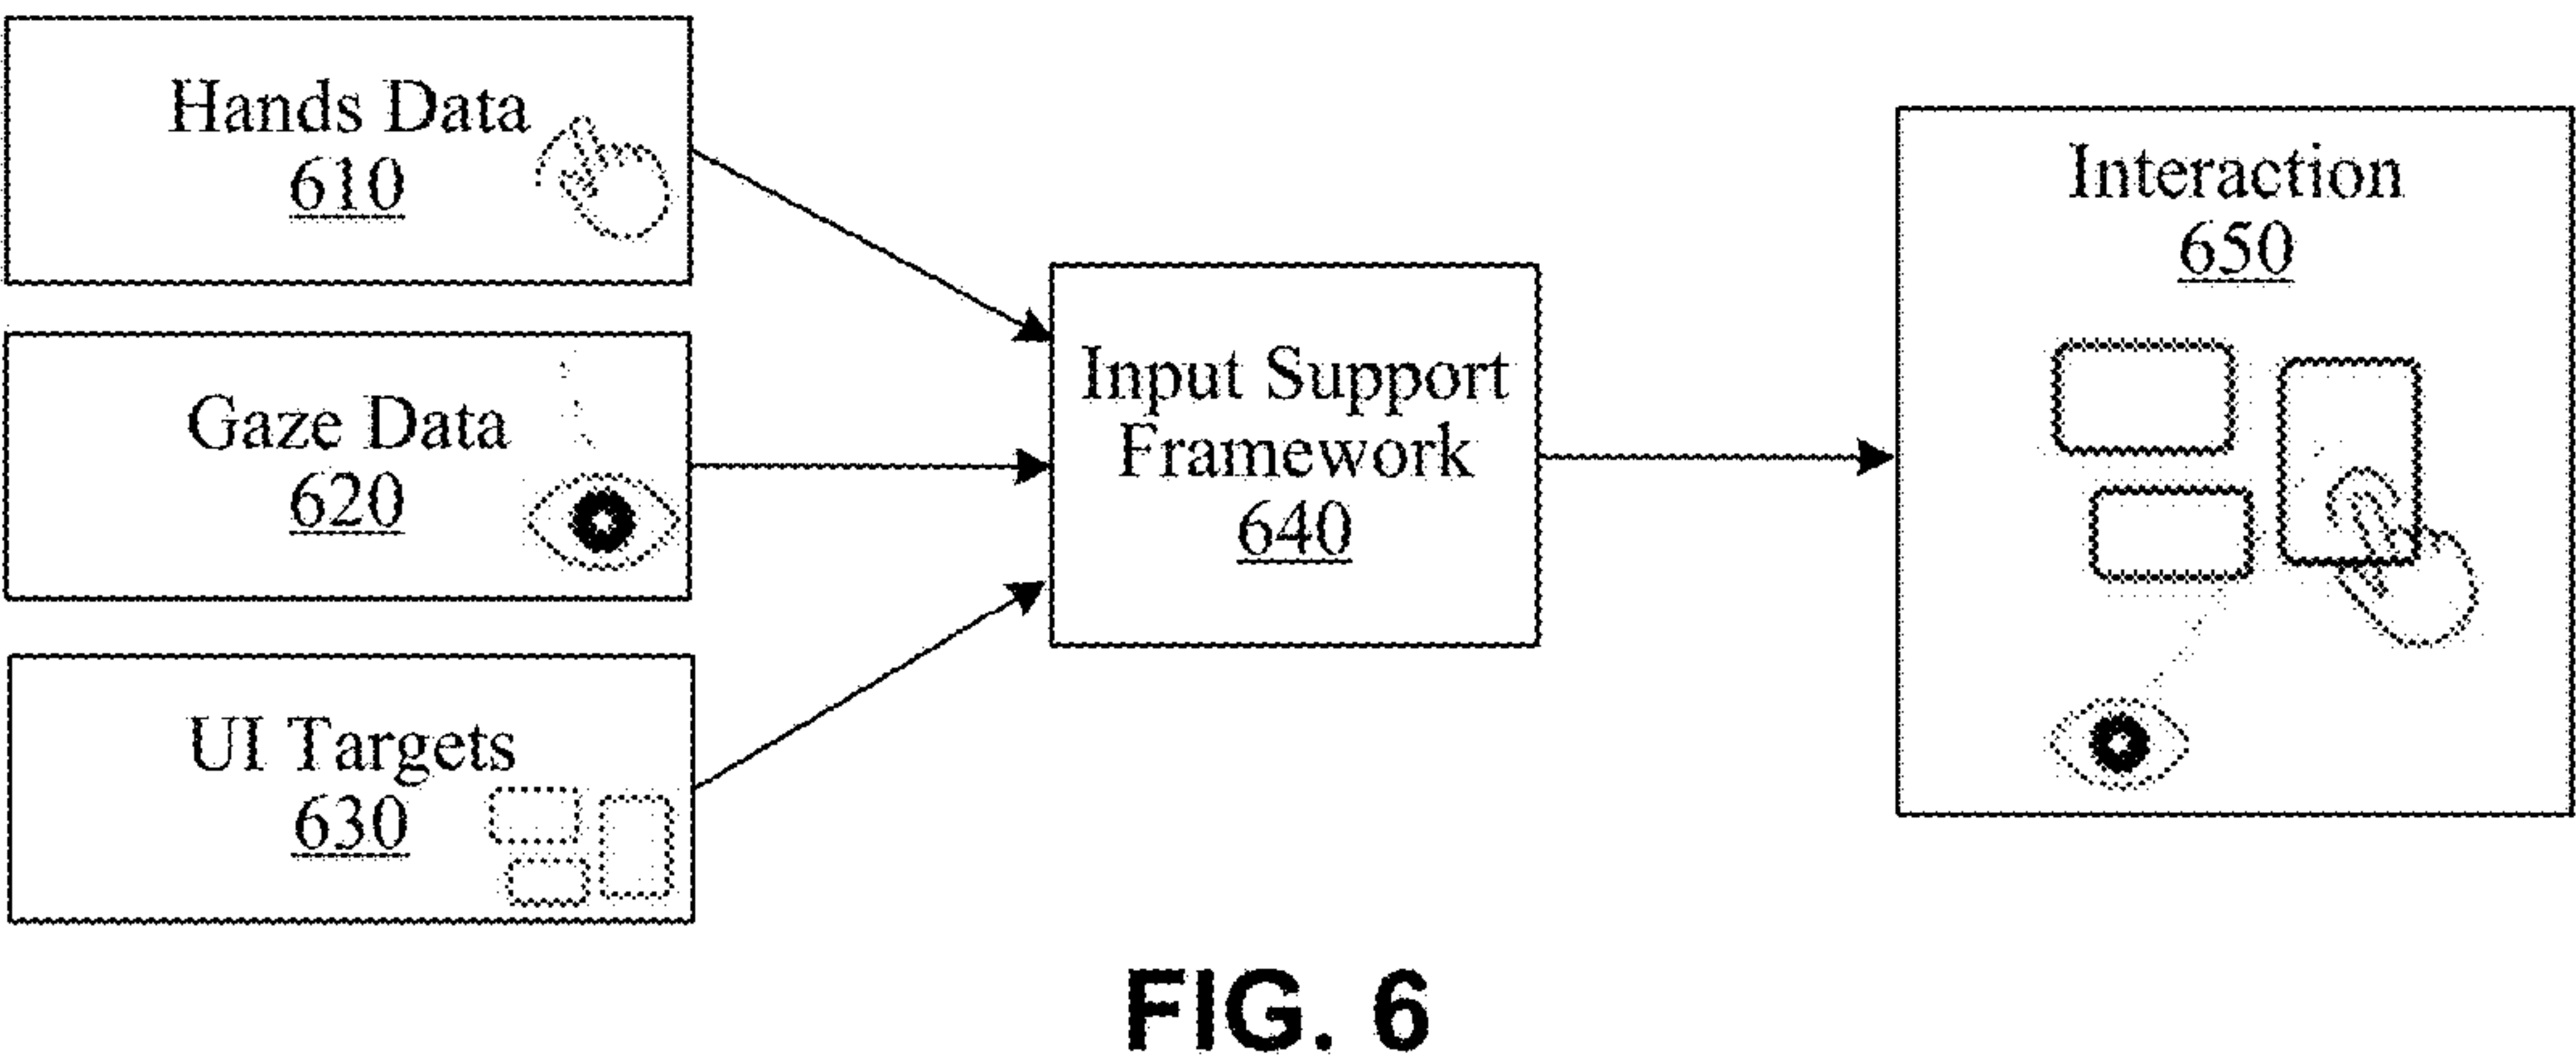 Hands Data
610
Gaze Data
620
UI Targets
630
Input Support
Framework
640
Interaction
650
FIG. 6